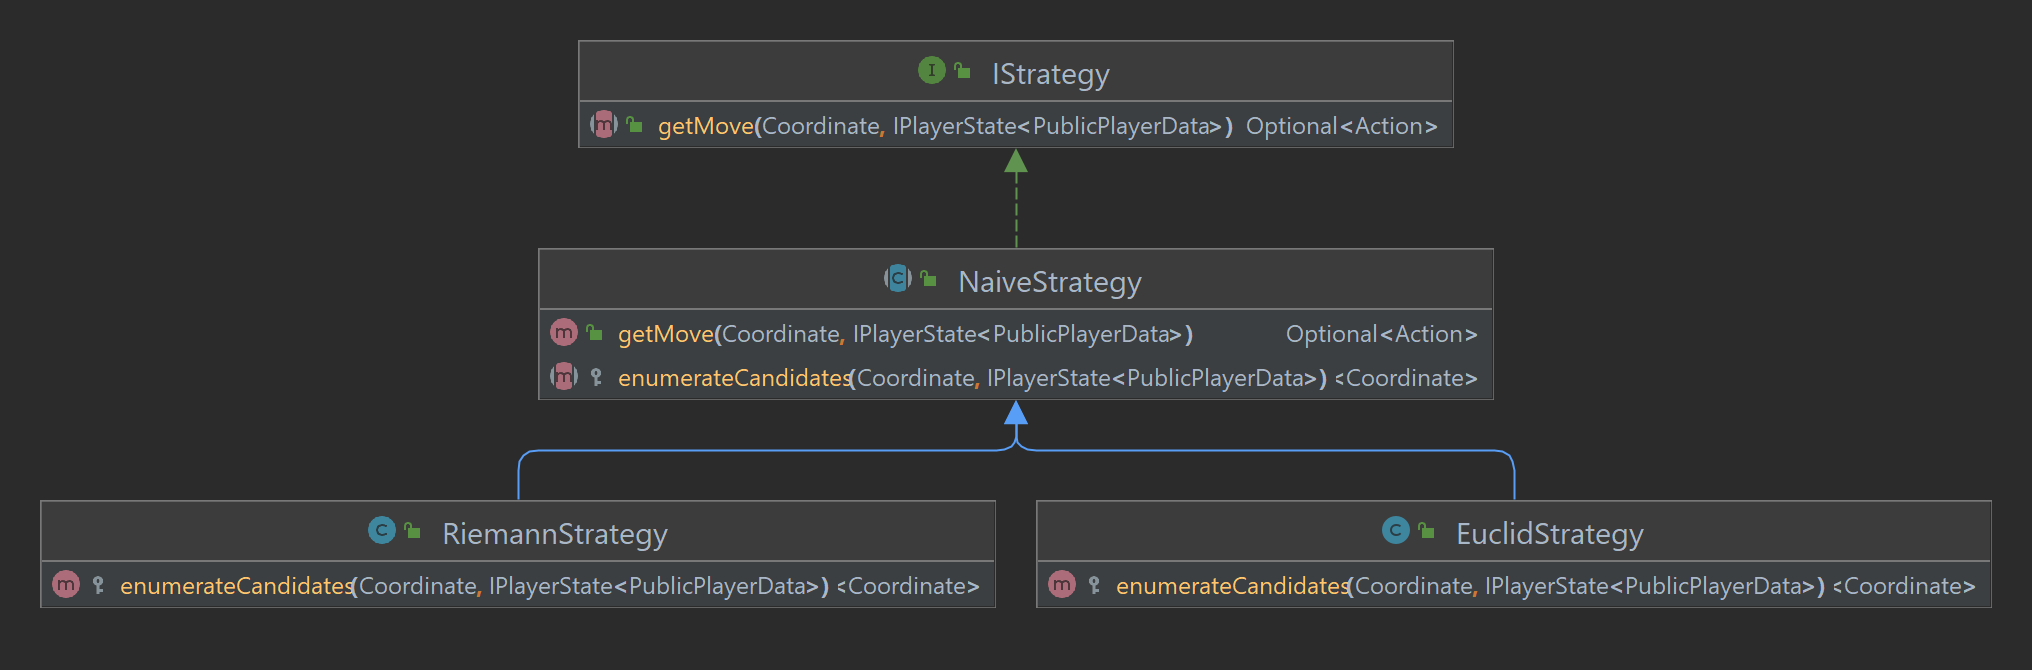 I IStrategy
m getMove(Coordinate, IPlayerState<PublicPlayerData>) Optional<Action>
C NaiveStrategy
m getMove(Coordinate, IPlayerState<PublicPlayerData>) Optional<Action>
m enumerateCandidates(Coordinate, IPlayerState<PublicPlayerData>) <Coordinate>
C RiemannStrategy
m enumerateCandidates(Coordinate, IPlayerState<PublicPlayerData>) <Coordinate>
C EuclidStrategy
m enumerateCandidates(Coordinate, IPlayerState<PublicPlayerData>) <Coordinate>